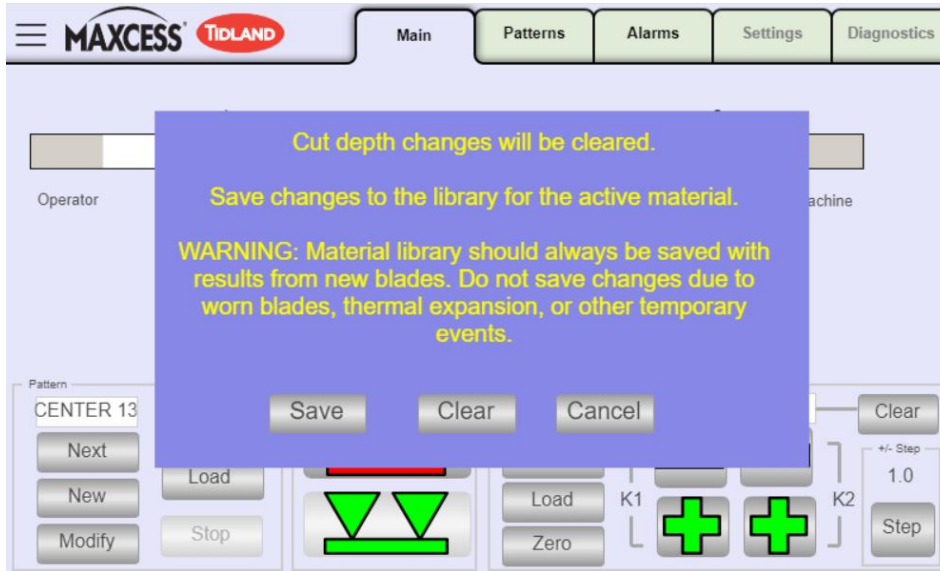 MAXCESS TIDLAND Main Patterns Alarms Settings Diagnostics
Cut depth changes will be cleared.
Operator
Save changes to the library for the active material.
WARNING: Material library should always be saved with
results from new blades. Do not save changes due to
worn blades, thermal expansion, or other temporary
events.
Pattern
CENTER 13
Save Clear Cancel
Clear
Next
+/- Step
1.0
Load
New
Load
K1
K2
Modify
Stop
Zero
Step